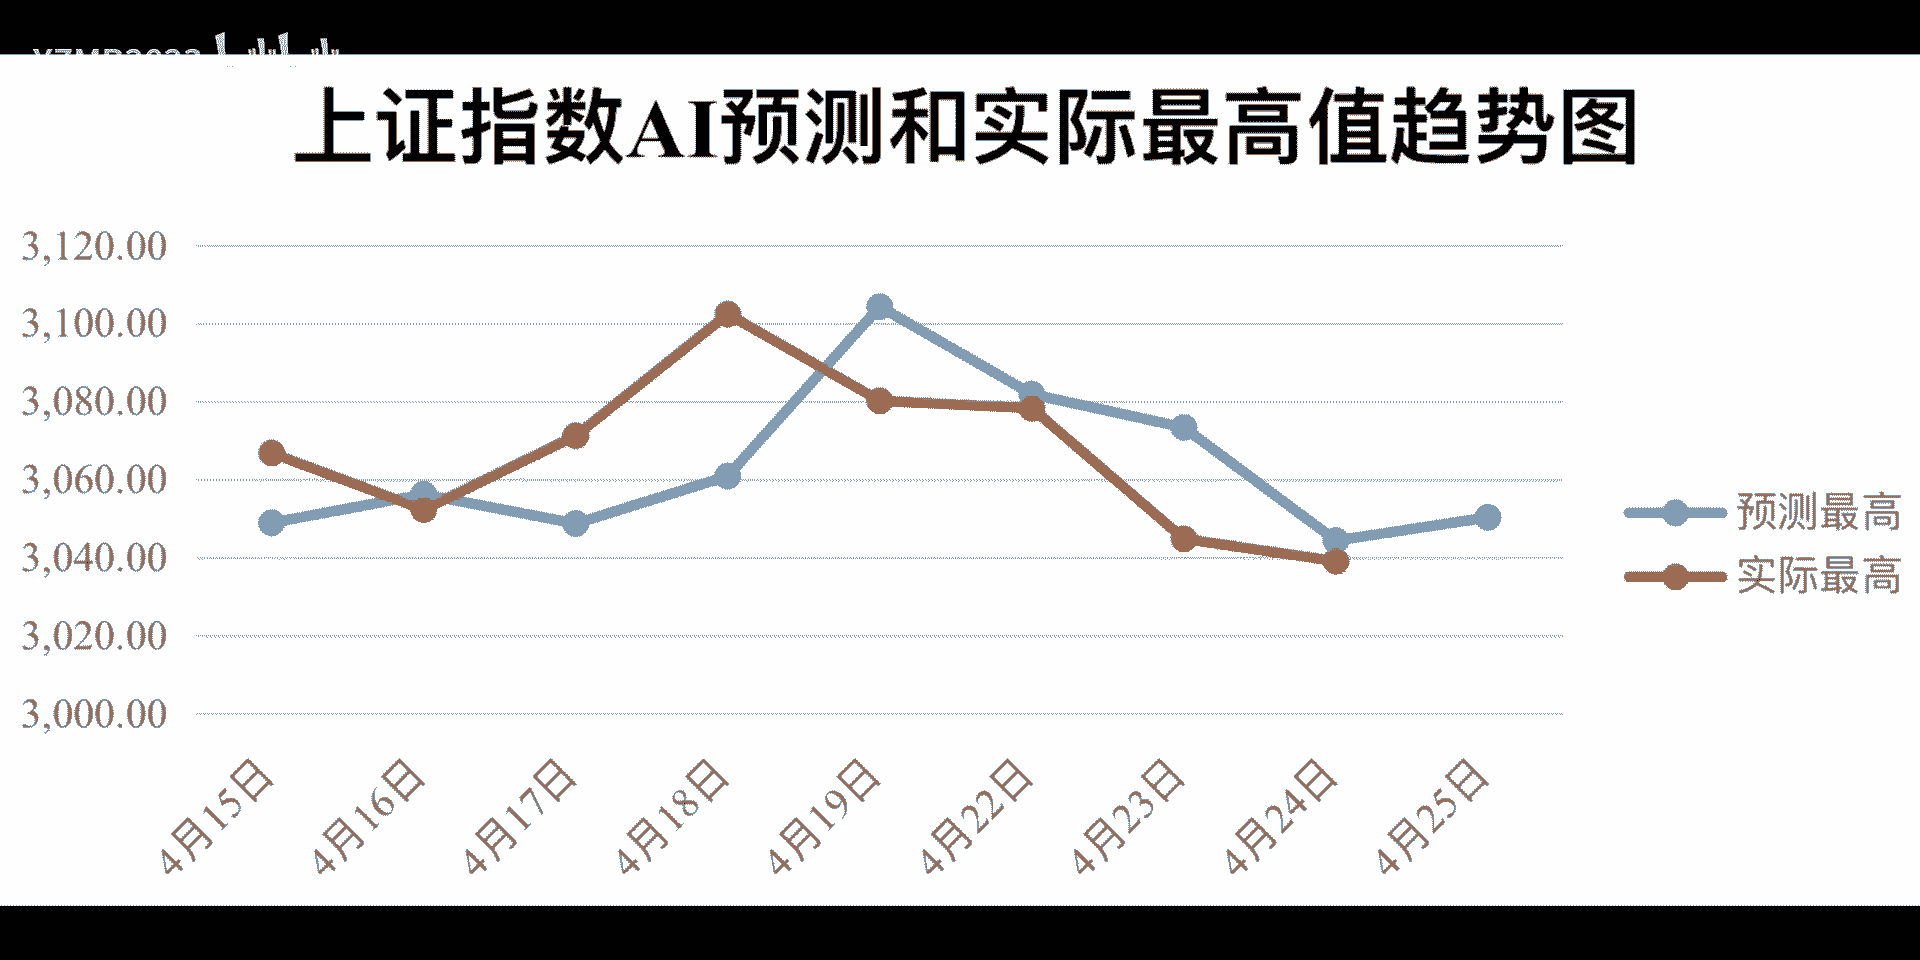 上证指数AI预测和实际最高值趋势图
3,120.00
3,100.00
3,080.00
3,060.00
3,040.00
3,020.00
3,000.00
4月15日
4月16日
4月17日
4月18日
4月19日
4月22日
4月23日
4月24日
4月25日
预测最高
实际最高